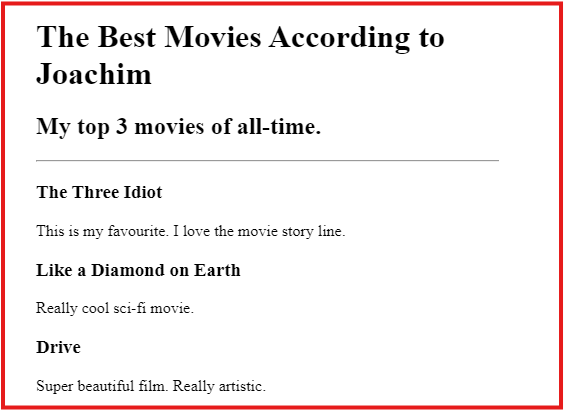 The Best Movies According to
Joachim
My top 3 movies of all-time.
The Three Idiot
This is my favourite. I love the movie story line.
Like a Diamond on Earth
Really cool sci-fi movie.
Drive
Super beautiful film. Really artistic.